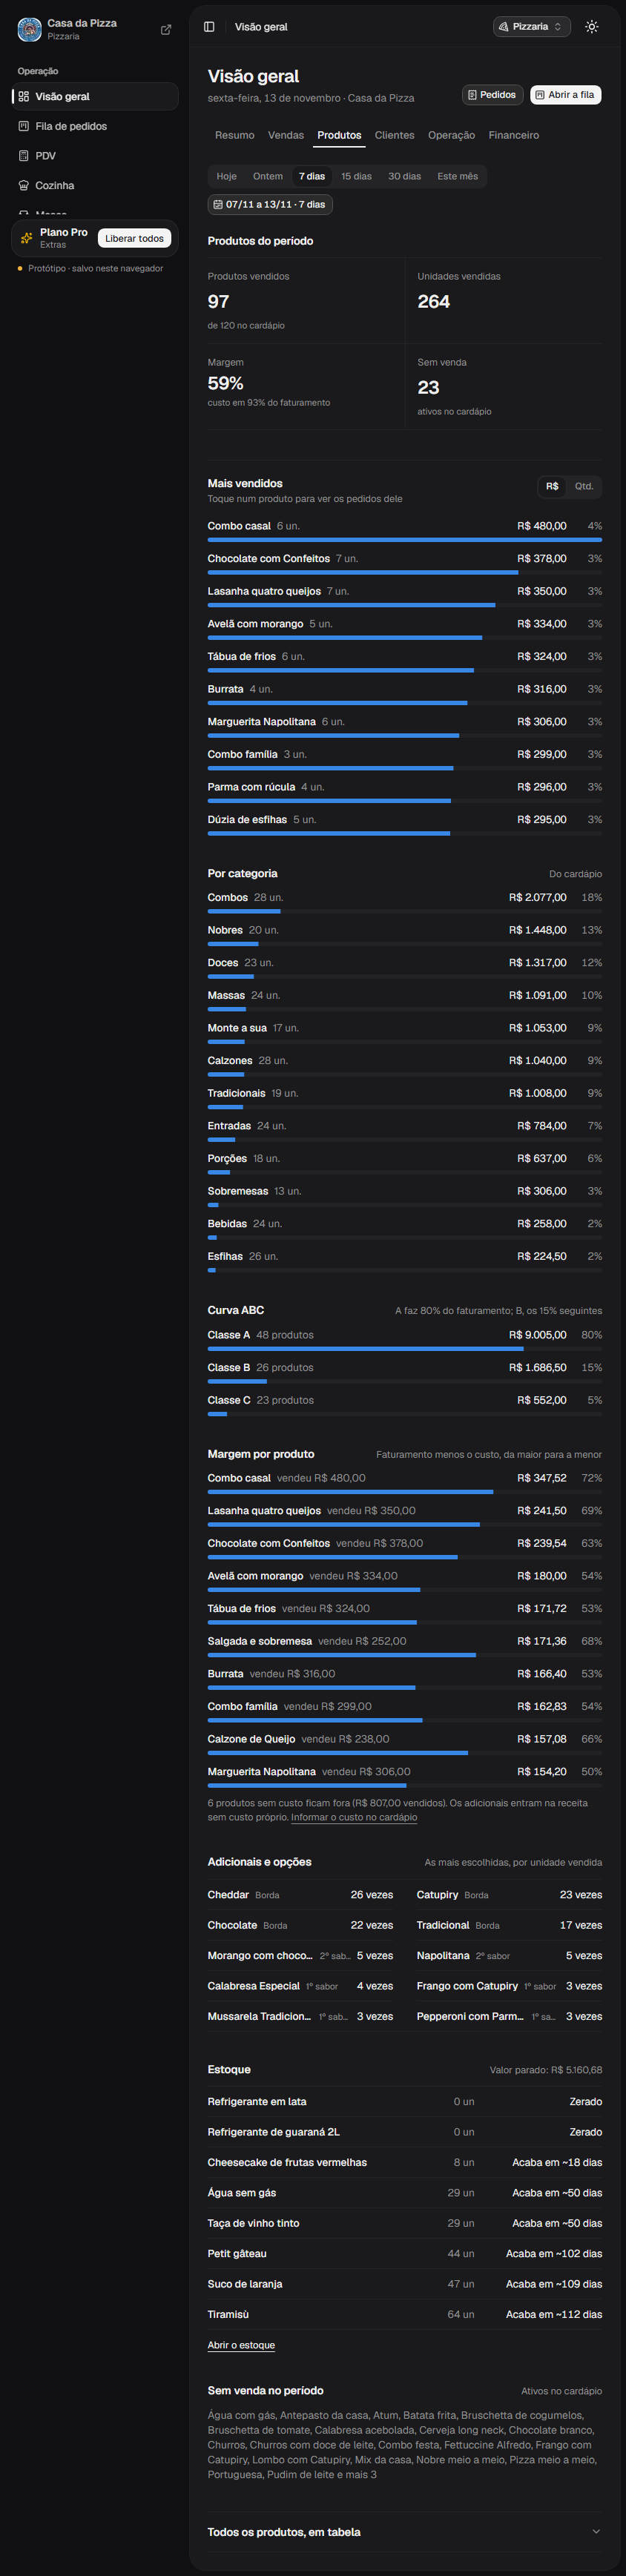 Casa da Pizza
Pizzaria
Operação
Visão geral
Fila de pedidos
PDV
Cozinha
Plano Pro
Extras
Liberar todos
Protótipo · salvo neste navegador
Visão geral
Pizzaria
Visão geral
sexta-feira, 13 de novembro · Casa da Pizza
Pedidos
Abrir a fila
Resumo Vendas Produtos Clientes Operação Financeiro
Hoje Ontem 7 dias 15 dias 30 dias Este mês
07/11 a 13/11 · 7 dias
Produtos do período
Produtos vendidos
97
de 120 no cardápio
Unidades vendidas
264
Margem
59%
custo em 93% do faturamento
Sem venda
23
ativos no cardápio
Mais vendidos
Toque num produto para ver os pedidos dele
R$ Qtd.
Combo casal 6 un. R$ 480,00 4%
Chocolate com Confeitos 7 un. R$ 378,00 3%
Lasanha quatro queijos 7 un. R$ 350,00 3%
Avelã com morango 5 un. R$ 334,00 3%
Tábua de frios 6 un. R$ 324,00 3%
Burrata 4 un. R$ 316,00 3%
Marguerita Napolitana 6 un. R$ 306,00 3%
Combo família 3 un. R$ 299,00 3%
Parma com rúcula 4 un. R$ 296,00 3%
Dúzia de esfihas 5 un. R$ 295,00 3%
Por categoria Do cardápio
Combos 28 un. R$ 2.077,00 18%
Nobres 20 un. R$ 1.448,00 13%
Doces 23 un. R$ 1.317,00 12%
Massas 24 un. R$ 1.091,00 10%
Monte a sua 17 un. R$ 1.053,00 9%
Calzones 28 un. R$ 1.040,00 9%
Tradicionais 19 un. R$ 1.008,00 9%
Entradas 24 un. R$ 784,00 7%
Porções 18 un. R$ 637,00 6%
Sobremesas 13 un. R$ 306,00 3%
Bebidas 24 un. R$ 258,00 2%
Esfihas 26 un. R$ 224,50 2%
Curva ABC A faz 80% do faturamento; B, os 15% seguintes
Classe A 48 produtos R$ 9.005,00 80%
Classe B 26 produtos R$ 1.686,50 15%
Classe C 23 produtos R$ 552,00 5%
Margem por produto Faturamento menos o custo, da maior para a menor
Combo casal vendeu R$ 480,00 R$ 347,52 72%
Lasanha quatro queijos vendeu R$ 350,00 R$ 241,50 69%
Chocolate com Confeitos vendeu R$ 378,00 R$ 239,54 63%
Avelã com morango vendeu R$ 334,00 R$ 180,00 54%
Tábua de frios vendeu R$ 324,00 R$ 171,72 53%
Salgada e sobremesa vendeu R$ 252,00 R$ 171,36 68%
Burrata vendeu R$ 316,00 R$ 166,40 53%
Combo família vendeu R$ 299,00 R$ 162,83 54%
Calzone de Queijo vendeu R$ 238,00 R$ 157,08 66%
Marguerita Napolitana vendeu R$ 306,00 R$ 154,20 50%
6 produtos sem custo ficam fora (R$ 807,00 vendidos). Os adicionais entram na receita
sem custo próprio. Informar o custo no cardápio
Adicionais e opções As mais escolhidas, por unidade vendida
Cheddar Borda 26 vezes Catupiry Borda 23 vezes
Chocolate Borda 22 vezes Tradicional Borda 17 vezes
Morango com choco... 2º sab... 5 vezes Napolitana 2º sabor 5 vezes
Calabresa Especial 1º sabor 4 vezes Frango com Catupiry 1º sabor 3 vezes
Mussarela Tradicion... 1º sab... 3 vezes Pepperoni com Parm... 1º sa... 3 vezes
Estoque Valor parado: R$ 5.160,68
Refrigerante em lata 0 un Zerado
Refrigerante de guaraná 2L 0 un Zerado
Cheesecake de frutas vermelhas 8 un Acaba em ~18 dias
Água sem gás 29 un Acaba em ~50 dias
Taça de vinho tinto 29 un Acaba em ~50 dias
Petit gâteau 44 un Acaba em ~102 dias
Suco de laranja 47 un Acaba em ~109 dias
Tiramisù 64 un Acaba em ~112 dias
Abrir o estoque
Sem venda no período Ativos no cardápio
Água com gás, Antepasto da casa, Atum, Batata frita, Bruschetta de cogumelos,
Bruschetta de tomate, Calabresa acebolada, Cerveja long neck, Chocolate branco,
Churros, Churros com doce de leite, Combo festa, Fettuccine Alfredo, Frango com
Catupiry, Lombo com Catupiry, Mix da casa, Nobre meio a meio, Pizza meio a meio,
Portuguesa, Pudim de leite e mais 3
Todos os produtos, em tabela